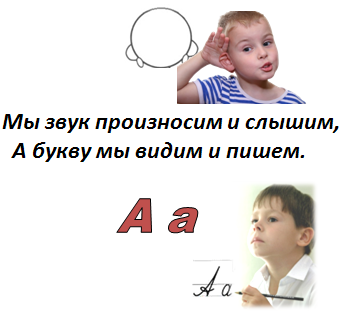 Мы звук произносим и слышим,
А букву мы видим и пишем.
А а
А а